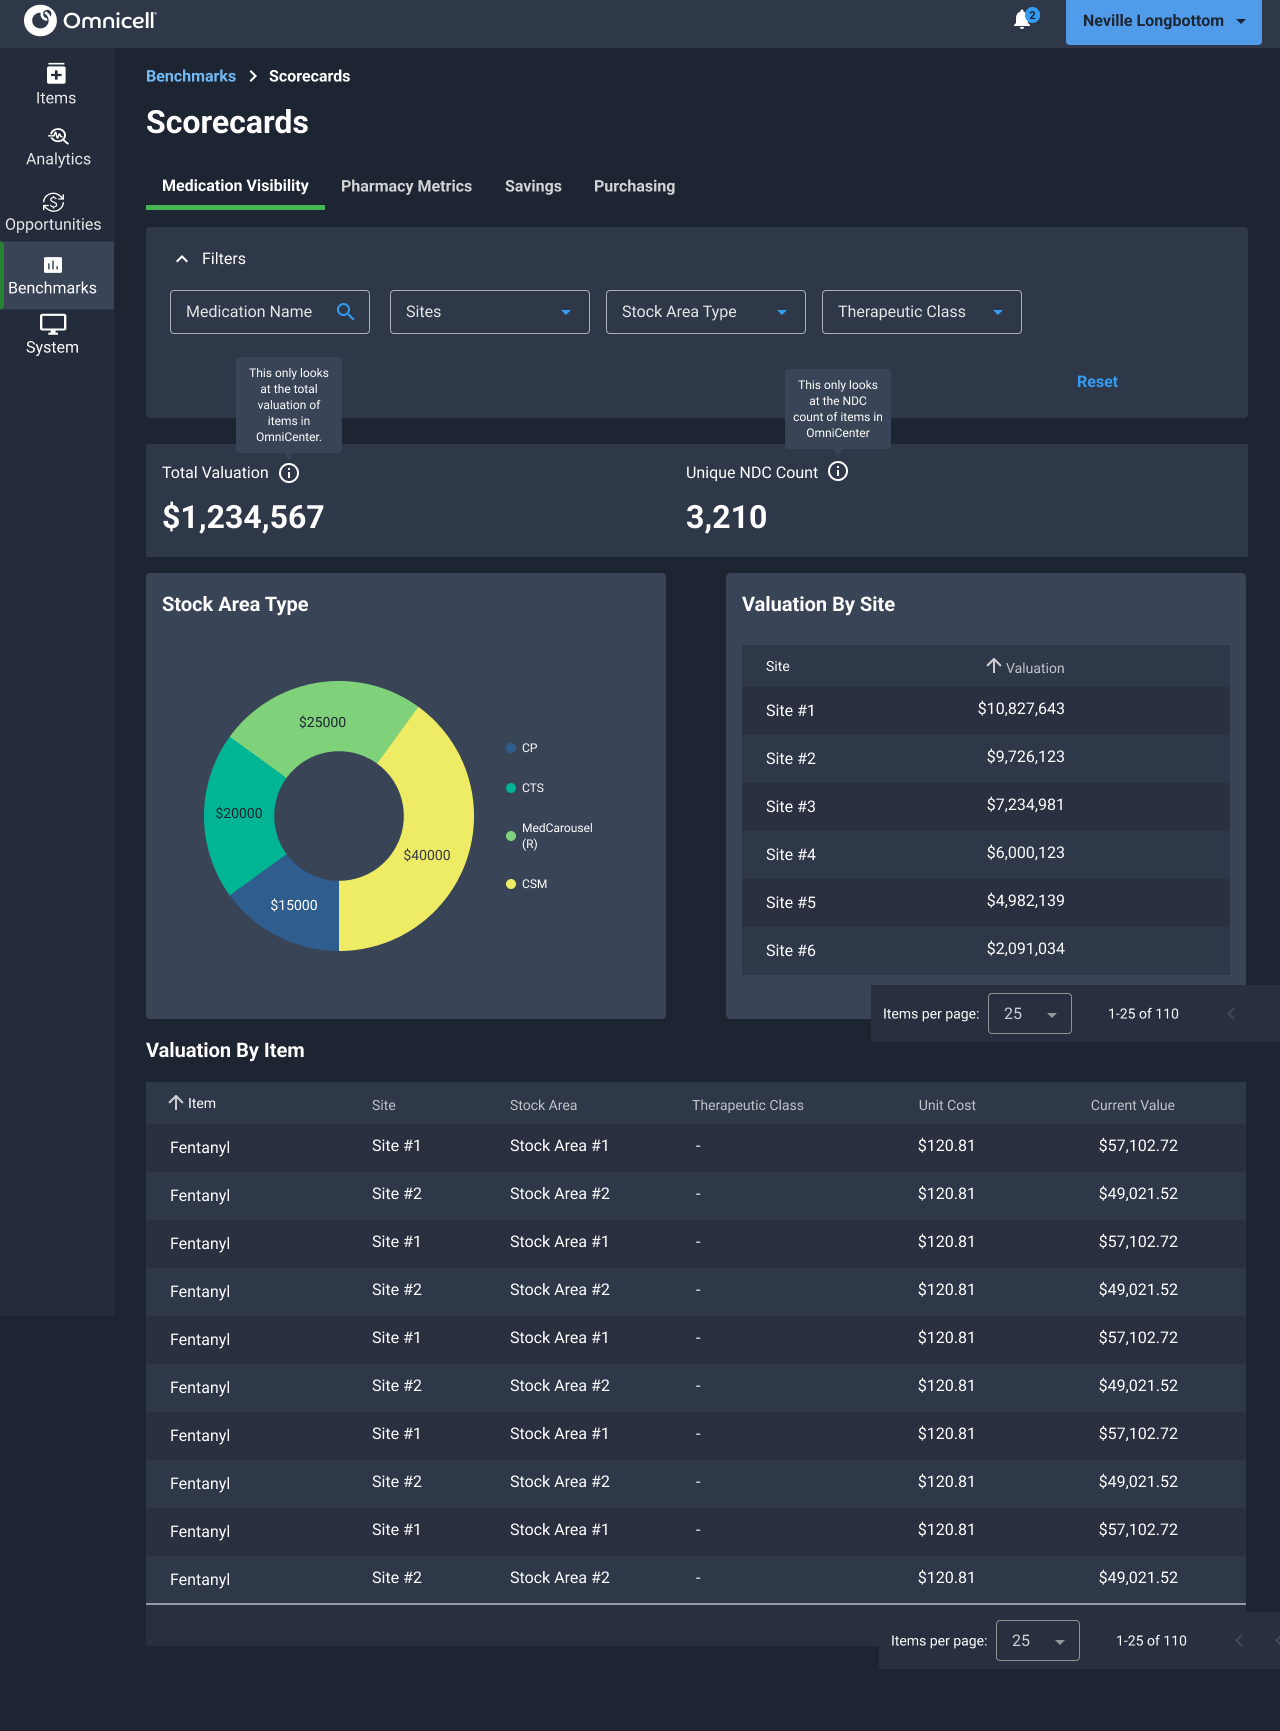 Omnicell
2
Neville Longbottom
Items
Analytics
Opportunities
Benchmarks
System
Benchmarks > Scorecards
Scorecards
Medication Visibility Pharmacy Metrics Savings Purchasing
Filters
Medication Name Sites Stock Area Type Therapeutic Class
Reset
This only looks
at the total
valuation of
items in
OmniCenter.
This only looks
at the NDC
count of items in
OmniCenter
Total Valuation
$1,234,567
Unique NDC Count
3,210
Stock Area Type
$25000
$20000
$40000
$15000
CP
CTS
MedCarousel
(R)
CSM
Valuation By Site
Site Valuation
Site #1 $10,827,643
Site #2 $9,726,123
Site #3 $7,234,981
Site #4 $6,000,123
Site #5 $4,982,139
Site #6 $2,091,034
Items per page: 25 1-25 of 110
Valuation By Item
Item Site Stock Area Therapeutic Class Unit Cost Current Value
Fentanyl Site #1 Stock Area #1 - $120.81 $57,102.72
Fentanyl Site #2 Stock Area #2 - $120.81 $49,021.52
Fentanyl Site #1 Stock Area #1 - $120.81 $57,102.72
Fentanyl Site #2 Stock Area #2 - $120.81 $49,021.52
Fentanyl Site #1 Stock Area #1 - $120.81 $57,102.72
Fentanyl Site #2 Stock Area #2 - $120.81 $49,021.52
Fentanyl Site #1 Stock Area #1 - $120.81 $57,102.72
Fentanyl Site #2 Stock Area #2 - $120.81 $49,021.52
Fentanyl Site #1 Stock Area #1 - $120.81 $57,102.72
Fentanyl Site #2 Stock Area #2 - $120.81 $49,021.52
Items per page: 25 1-25 of 110